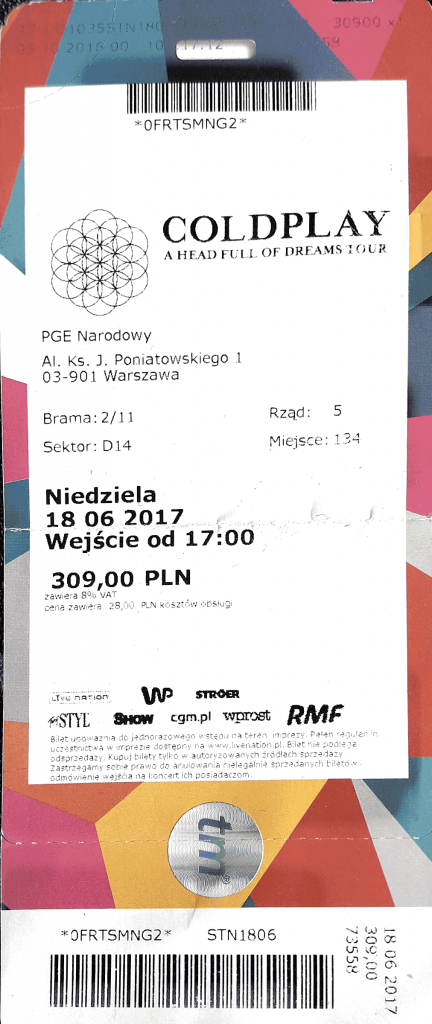 *0FRTSMNG2*
COLDPLAY
A HEAD FULL OF DREAMS TOUR
PGE Narodowy
Al. Ks. J. Poniatowskiego 1
03-901 Warszawa
Brama: 2/11
Rząd: 5
Sektor: D14
Miejsce: 134
Niedziela
18 06 2017
Wejście od 17:00
309,00 PLN
zawiera 8% VAT
cena zawiera 28,00 PLN kosztów obsługi
LIVE NATION
WP
STRÖER
STYL
SHOW
cgm.pl
wprost
RMF
Bilet upoważnia do jednorazowego wstępu na teren imprezy. Pełen regulamin
uczestnictwa w imprezie dostępny na www.livenation.pl. Bilet nie podlega
odsprzedaży. Kupuj bilety tylko w autoryzowanych źródłach sprzedaży
Zastrzegamy sobie prawo do anulowania nielegalnie sprzedanych biletów i
odmówienie wejścia na koncert ich posiadaczom.
tm®
*0FRTSMNG2*
STN1806
18 06 2017
309,00
73558